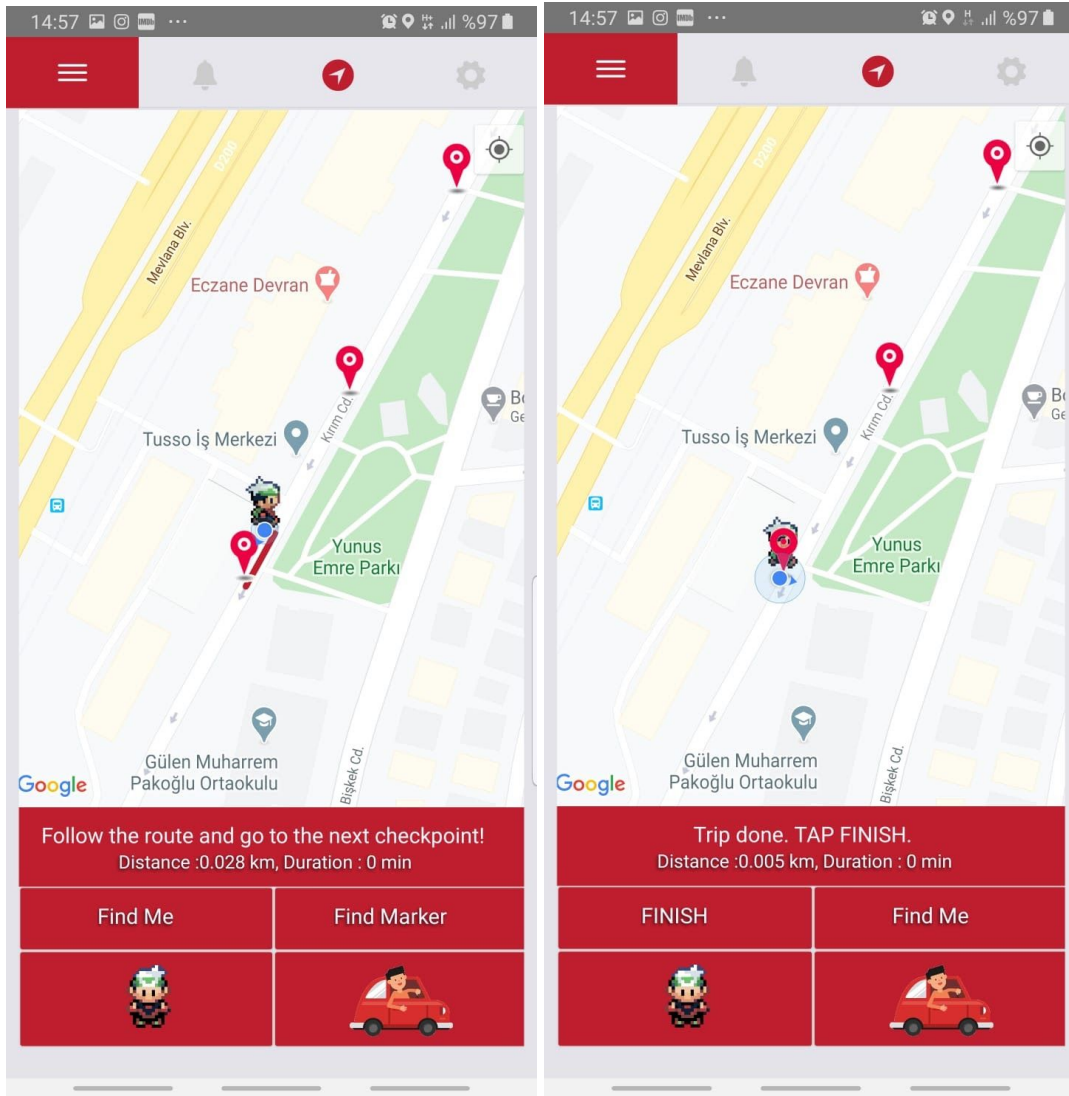 14:57 IMDb ... H+ %97
D200
Mevlana Blv.
Eczane Devran
Kırım Cd.
Tusso İş Merkezi
Yunus
Emre Parkı
Gülen Muharrem
Pakoğlu Ortaokulu
Bişkek Cd.
Google
Follow the route and go to the next checkpoint!
Distance :0.028 km, Duration : 0 min
Find Me
Find Marker
14:57 IMDb ... H %97
D200
Mevlana Blv.
Eczane Devran
Kırım Cd.
Tusso İş Merkezi
Yunus
Emre Parkı
Gülen Muharrem
Pakoğlu Ortaokulu
Bişkek Cd.
Google
Trip done. TAP FINISH.
Distance :0.005 km, Duration : 0 min
FINISH
Find Me